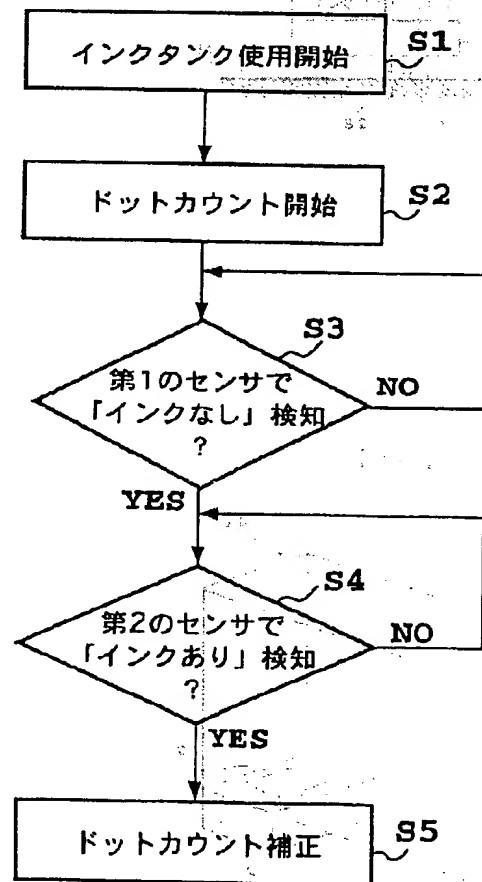 インクタンク使用開始
S1
ドットカウント開始
S2
S3
第1のセンサで
「インクなし」検知
?
NO
YES
S4
第2のセンサで
「インクあり」検知
?
NO
YES
ドットカウント補正
S5